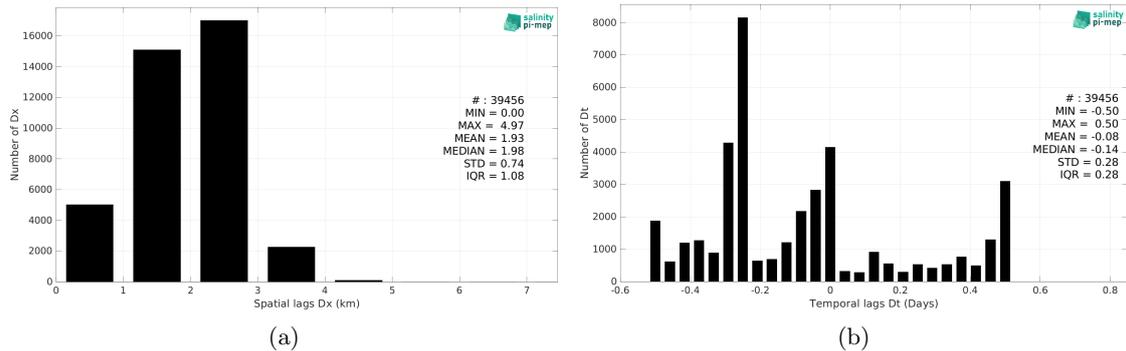 salinity
pi-mep
16000
14000
12000
10000
8000
6000
4000
2000
0
Number of Dx
# : 39456
MIN = 0.00
MAX = 4.97
MEAN = 1.93
MEDIAN = 1.98
STD = 0.74
IQR = 1.08
0 1 2 3 4 5 6 7
Spatial lags Dx (km)
(a)
salinity
pi-mep
8000
7000
6000
5000
4000
3000
2000
1000
0
Number of Dt
# : 39456
MIN = -0.50
MAX = 0.50
MEAN = -0.08
MEDIAN = -0.14
STD = 0.28
IQR = 0.28
-0.6 -0.4 -0.2 0 0.2 0.4 0.6 0.8
Temporal lags Dt (Days)
(b)